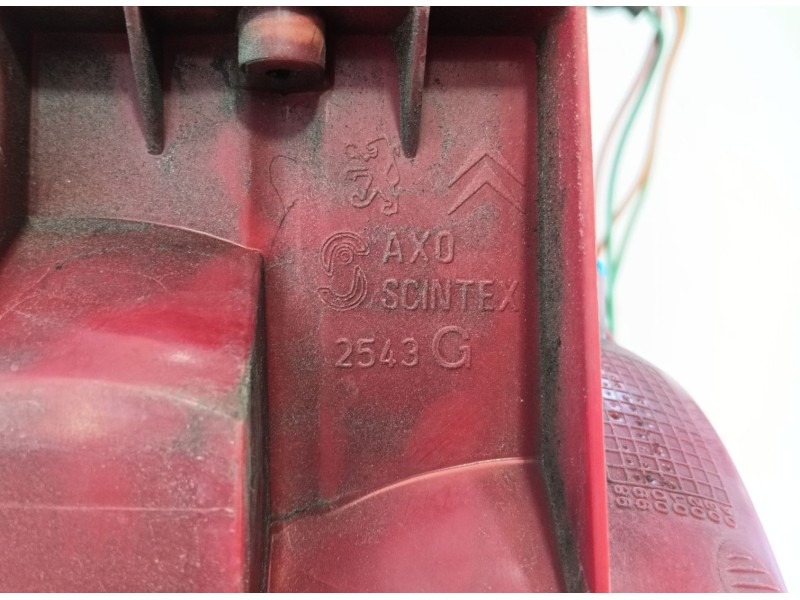 AXO
SCINTEX
2543 G